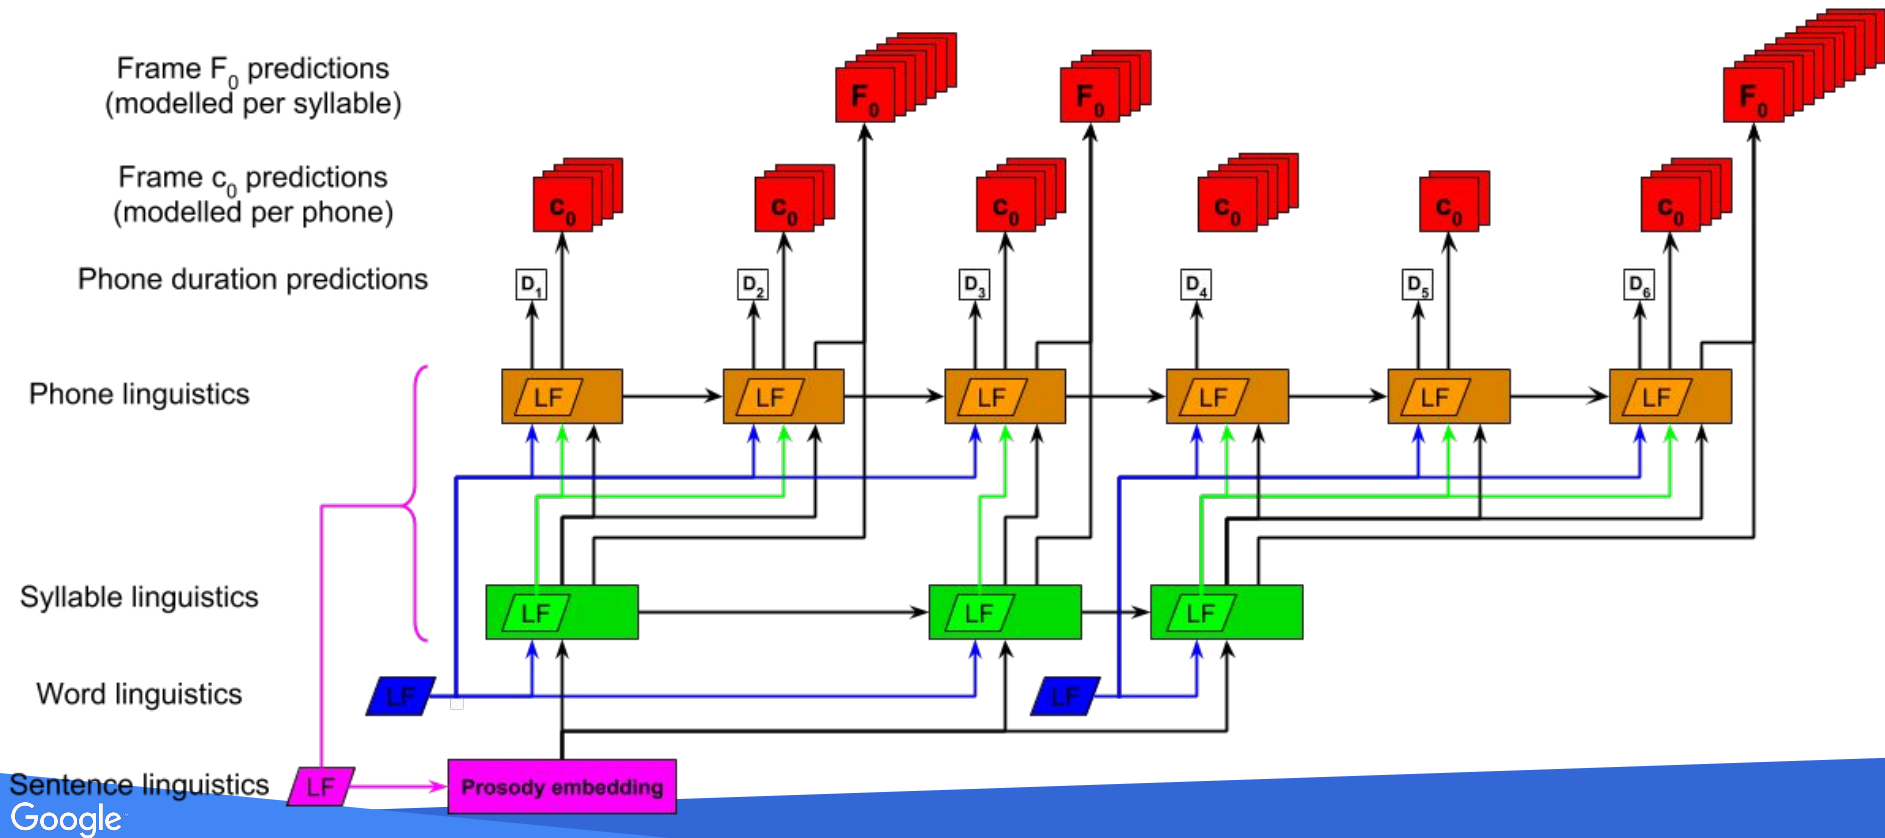 Frame F0 predictions
(modelled per syllable)
F0 F0 F0
Frame c0 predictions
(modelled per phone)
c0 c0 c0 c0 c0 c0
Phone duration predictions
D1 D2 D3 D4 D5 D6
Phone linguistics
LF LF LF LF LF LF
Syllable linguistics
LF LF LF
Word linguistics
LF LF
Sentence linguistics
LF
Prosody embedding
Google